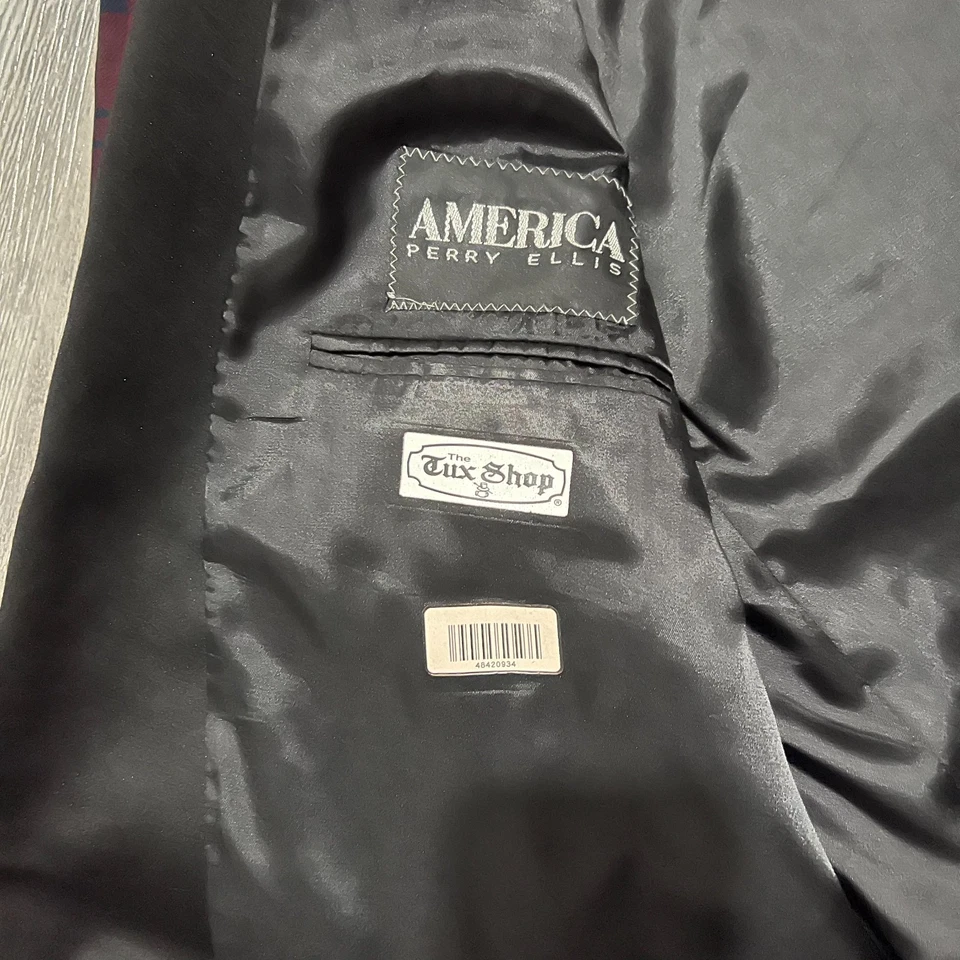 AMERICA
PERRY ELLIS
The
Tux Shop
®
48420934